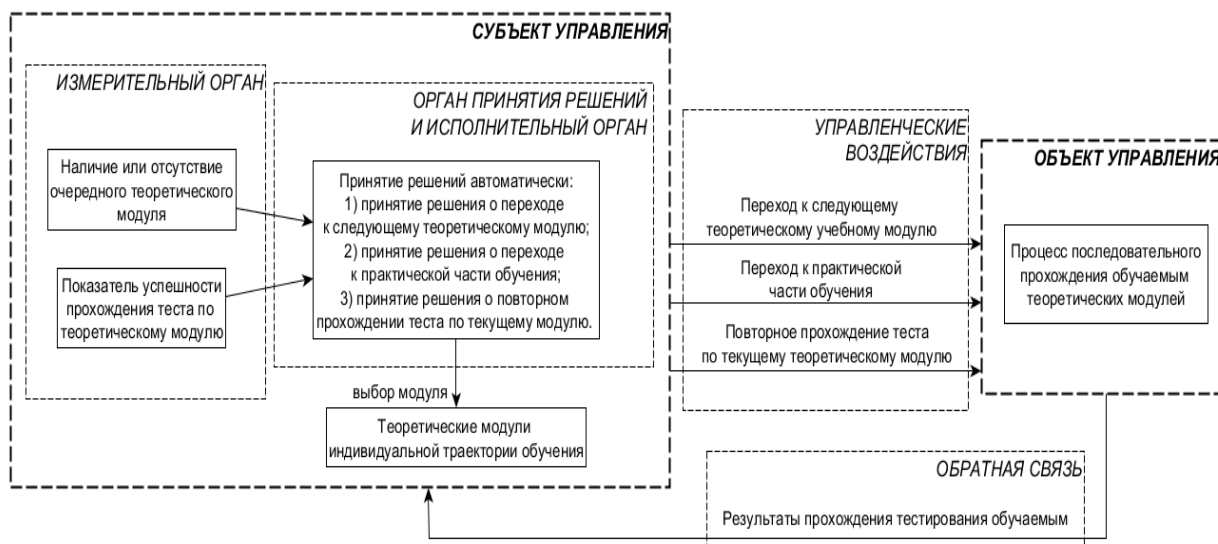 СУБЪЕКТ УПРАВЛЕНИЯ
ИЗМЕРИТЕЛЬНЫЙ ОРГАН
Наличие или отсутствие
очередного теоретического
модуля
Показатель успешности
прохождения теста по
теоретическому модулю
ОРГАН ПРИНЯТИЯ РЕШЕНИЙ
И ИСПОЛНИТЕЛЬНЫЙ ОРГАН
Принятие решений автоматически:
1) принятие решения о переходе
к следующему теоретическому модулю;
2) принятие решения о переходе
к практической части обучения;
3) принятие решения о повторном
прохождении теста по текущему модулю.
выбор модуля
Теоретические модули
индивидуальной траектории обучения
УПРАВЛЕНЧЕСКИЕ
ВОЗДЕЙСТВИЯ
Переход к следующему
теоретическому учебному модулю
Переход к практической
части обучения
Повторное прохождение теста
по текущему теоретическому модулю
ОБЪЕКТ УПРАВЛЕНИЯ
Процесс последовательного
прохождения обучаемым
теоретических модулей
ОБРАТНАЯ СВЯЗЬ
Результаты прохождения тестирования обучаемым